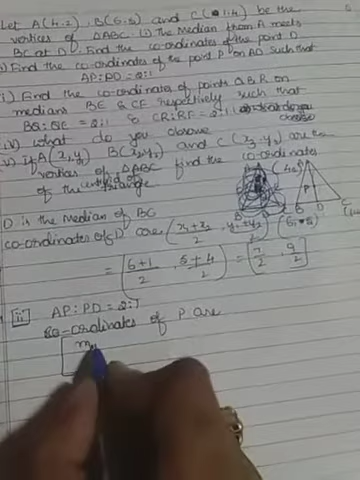 Let A(4.2), B(6.5) and C(1,4) be the
vertices of ΔABC. (i) The median from A meets
BC at D. Find the co-ordinates of the point D
Find the co-ordinates of the point P on AD such that
AP:PD = 2:1
) Find the co-ordinates of points Q & R on
medians BE & CF respectively such that
BQ:QE = 2:1 & CR:RF = 2:1
iv) What do you observe
v) if A(x₁,y₁) B(x₂,y₂) and C(x₃-y₃) are the
vertices of ΔABC find the co-ordinates
of the centroid of
triangle
A
P
B D C
D is the median of BC
co-ordinates of D are (x₁+x₂/2, y₁+y₂/2)
= [6+1/2, 5+4/2] = [7/2, 9/2]
ii] AP:PD = 2:1
co-ordinates of P are